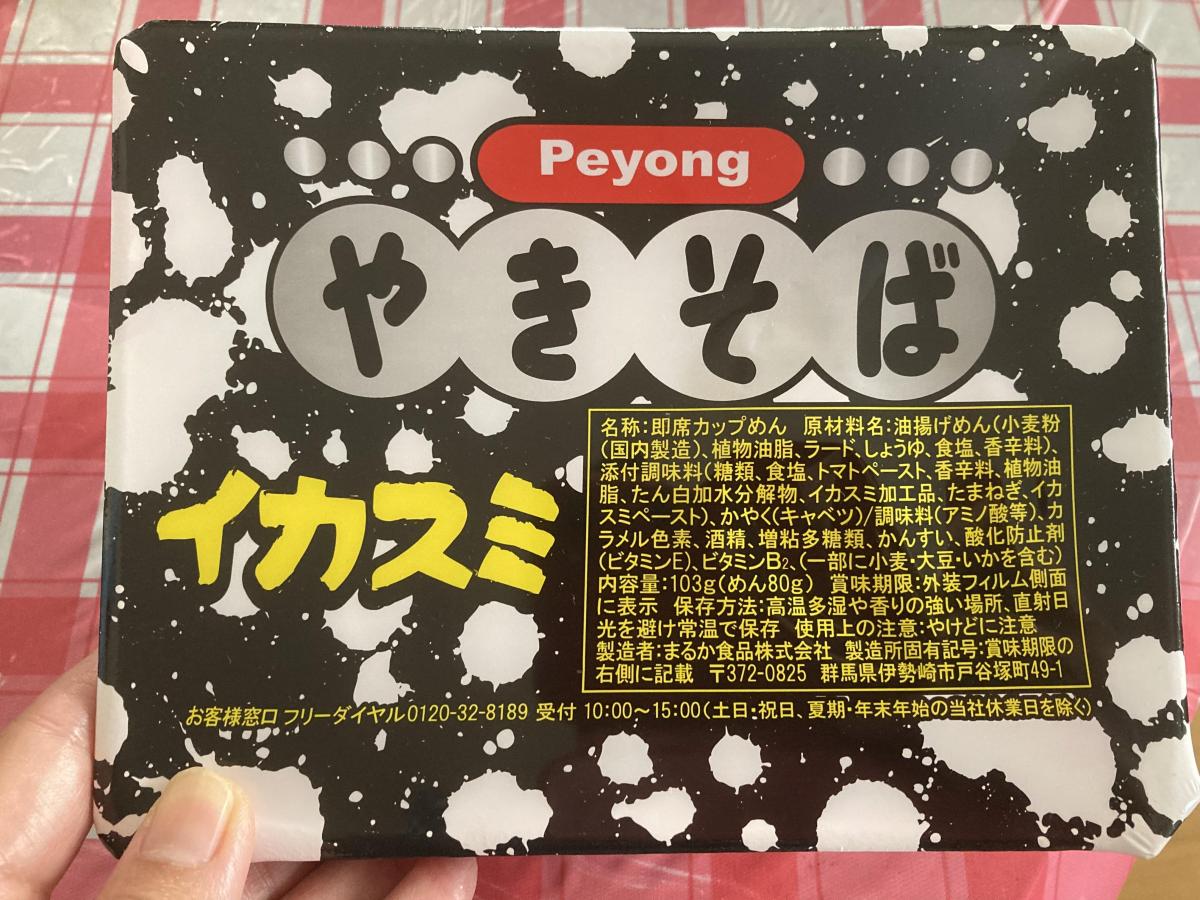 Peyong
やきそば
イカスミ
名称:即席カップめん 原材料名:油揚げめん(小麦粉
(国内製造)、植物油脂、ラード、しょうゆ、食塩、香辛料)、
添付調味料(糖類、食塩、トマトペースト、香辛料、植物油
脂、たん白加水分解物、イカスミ加工品、たまねぎ、イカ
スミペースト)、かやく(キャベツ)/調味料(アミノ酸等)、カ
ラメル色素、酒精、増粘多糖類、かんすい、酸化防止剤
(ビタミンE)、ビタミンB₂、(一部に小麦・大豆・いかを含む)
内容量:103g(めん80g) 賞味期限:外装フィルム側面
に表示 保存方法:高温多湿や香りの強い場所、直射日
光を避け常温で保存 使用上の注意:やけどに注意
製造者:まるか食品株式会社 製造所固有記号:賞味期限の
右側に記載 〒372-0825 群馬県伊勢崎市戸谷塚町49-1
お客様窓口 フリーダイヤル0120-32-8189 受付 10:00〜15:00(土日・祝日、夏期・年末年始の当社休業日を除く)